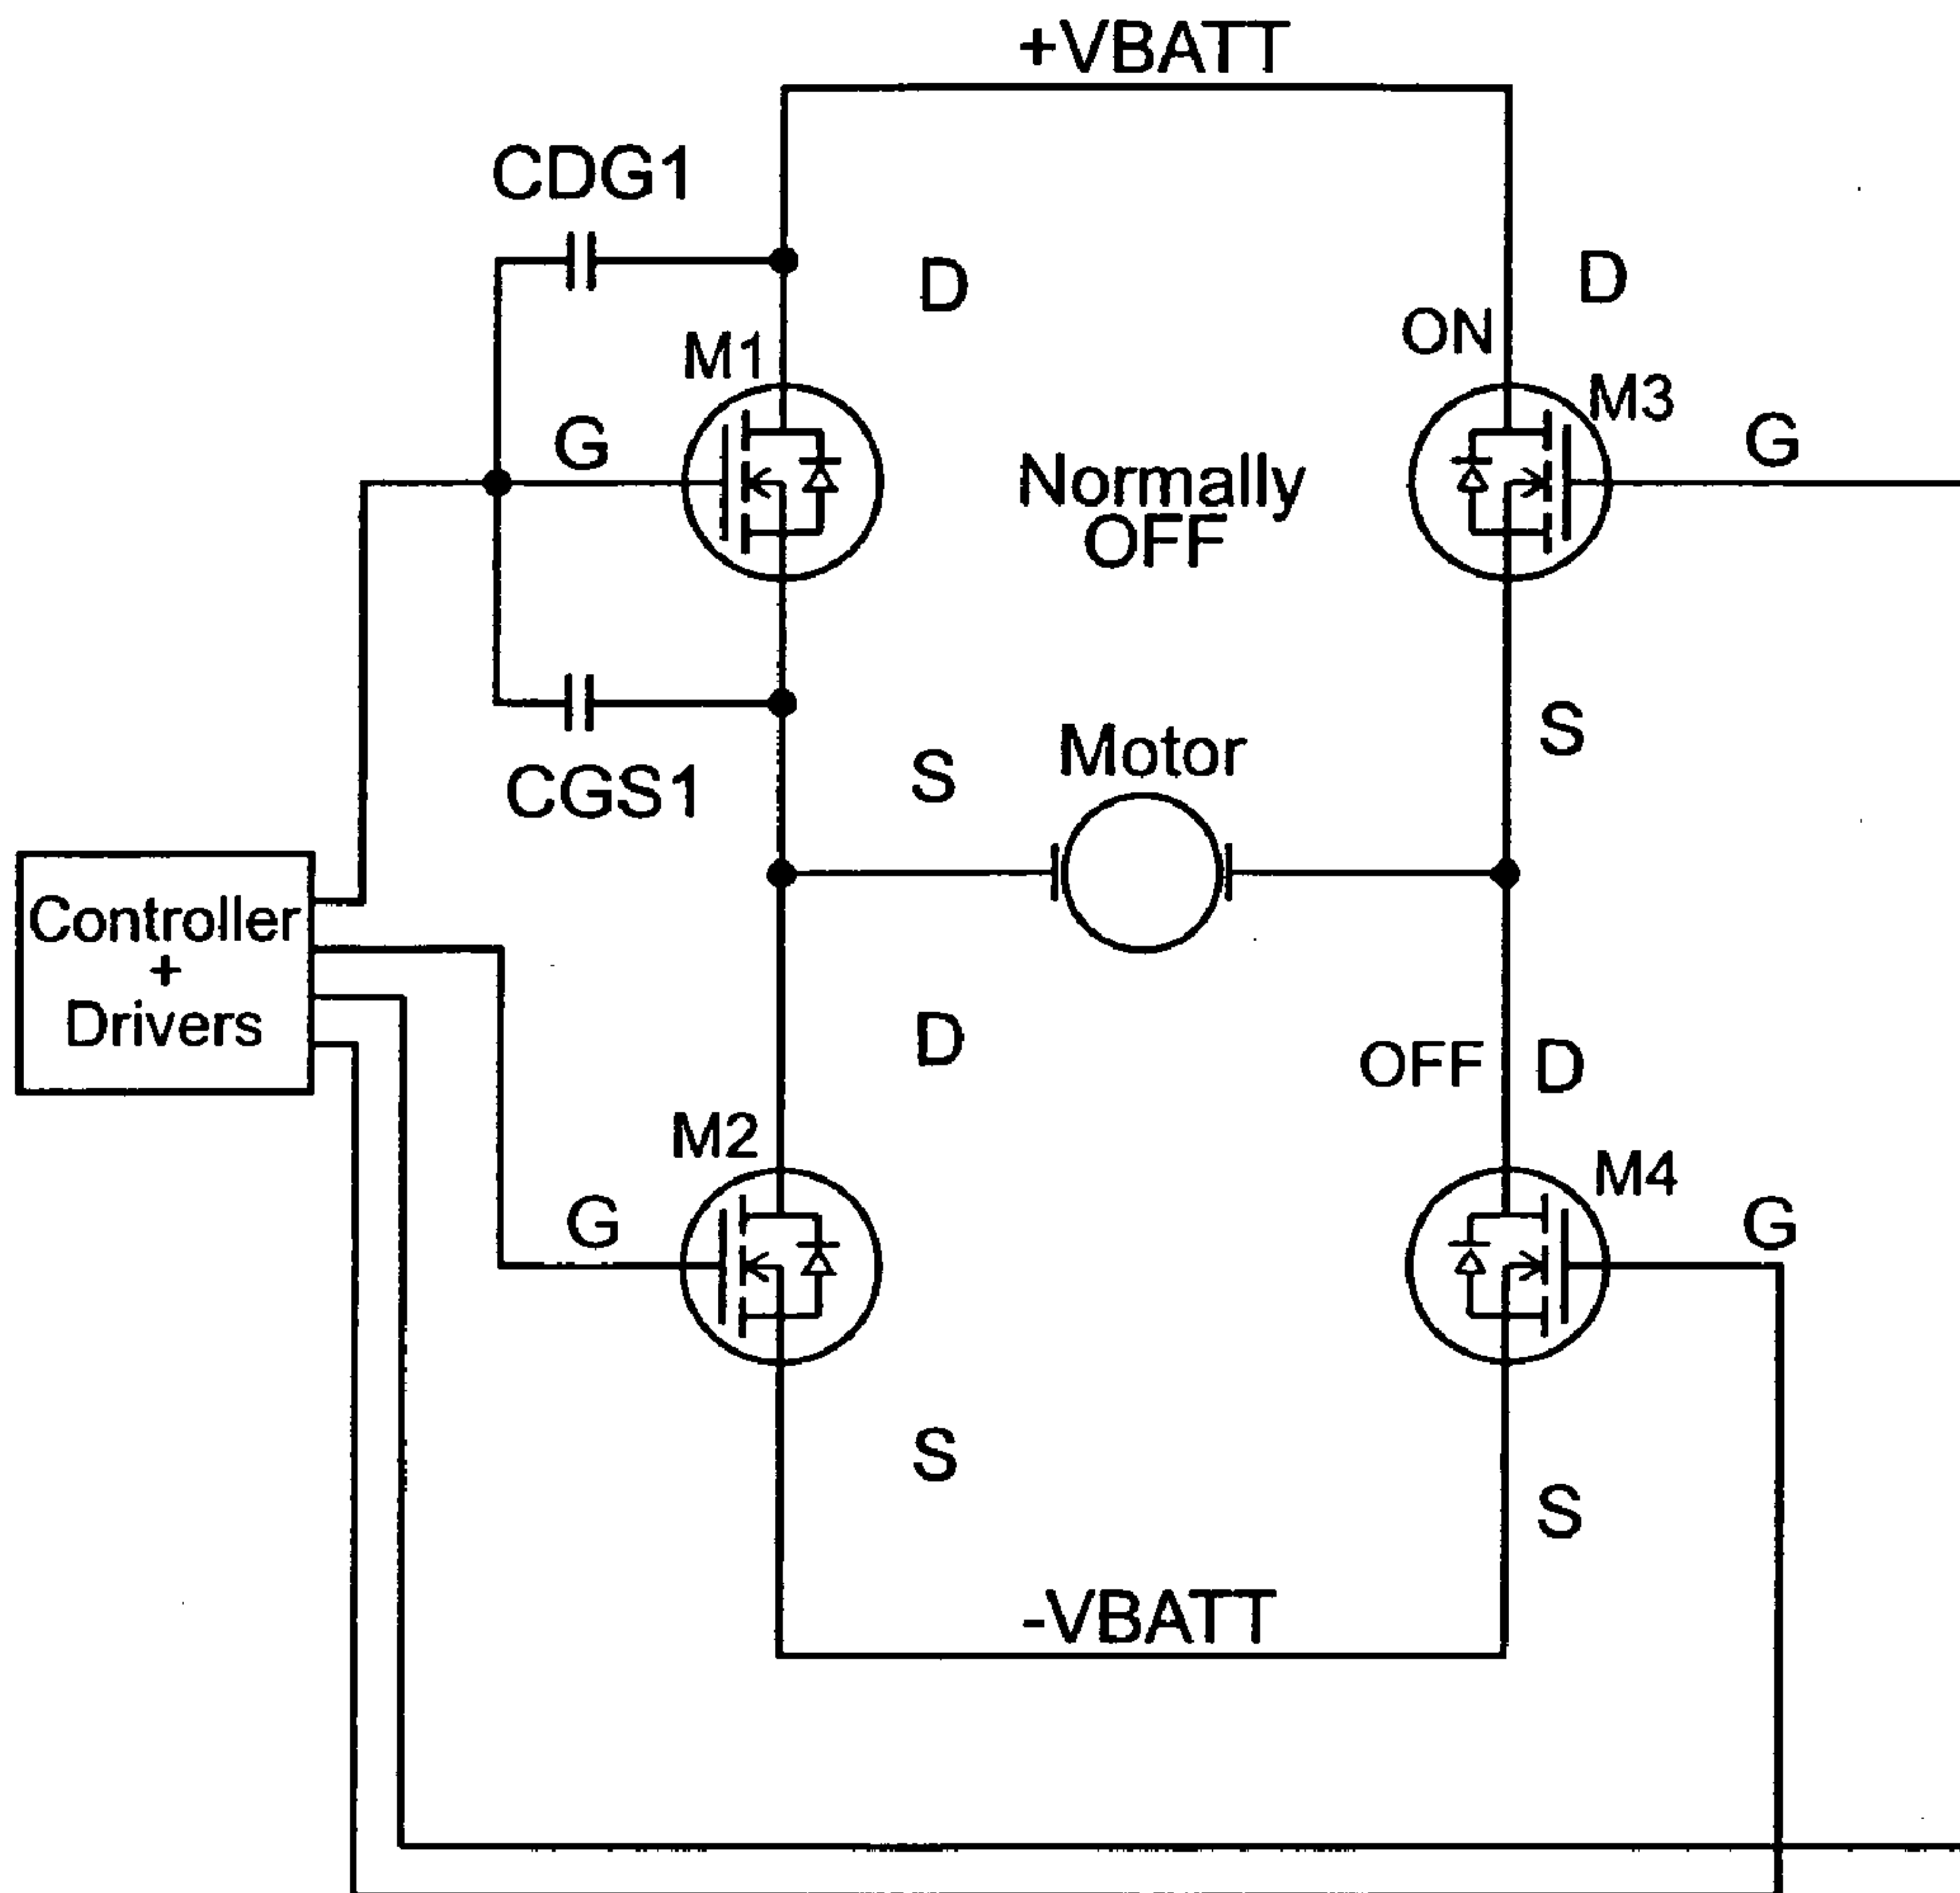 +VBATT
CDG1
D
D
M1
ON
M3
G
G
Normally
OFF
S
Motor
S
CGS1
Controller
+
Drivers
D
OFF
D
M2
M4
G
G
S
S
-VBATT